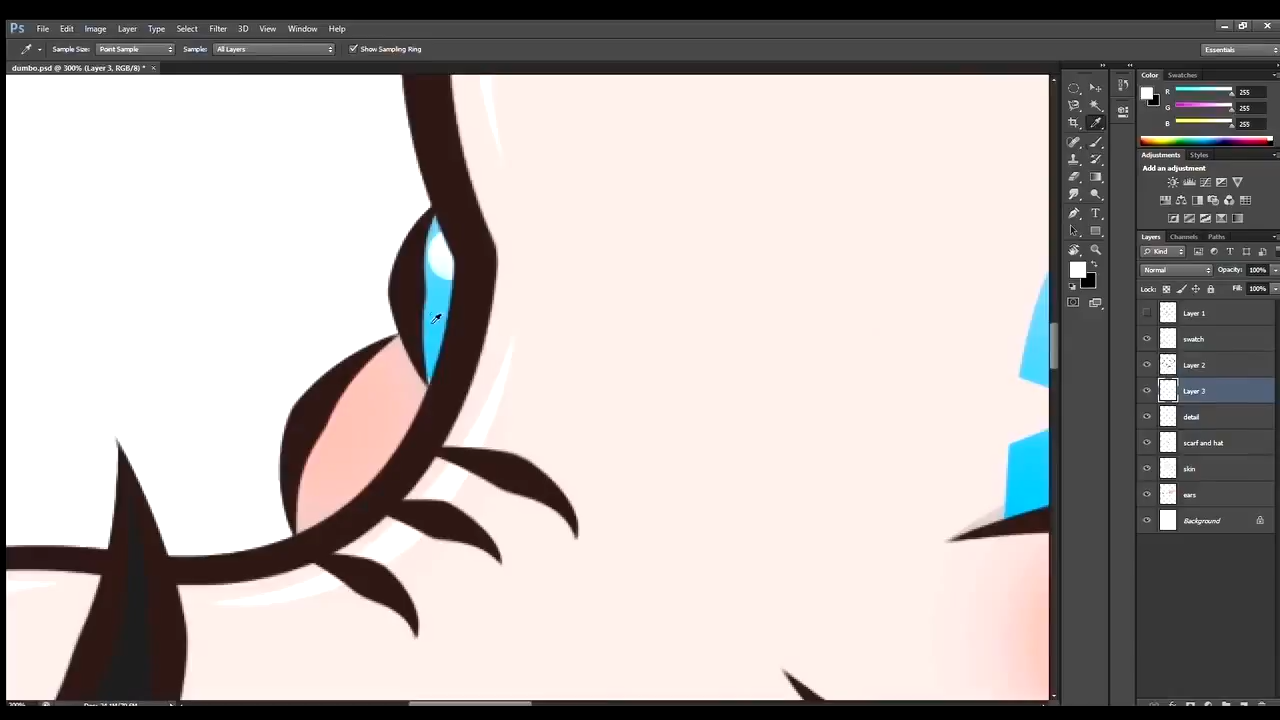 Ps File Edit Image Layer Type Select Filter 3D View Window Help
Sample Size: Point Sample Sample: All Layers Show Sampling Ring Essentials
dumbo.psd @ 300% (Layer 3, RGB/8) * ×
Color Swatches
R 255
G 255
B 255
Adjustments Styles
Add an adjustment
Layers Channels Paths
Kind
Normal Opacity: 100%
Lock: Fill: 100%
Layer 1
swatch
Layer 2
Layer 3
detail
scarf and hat
skin
ears
Background